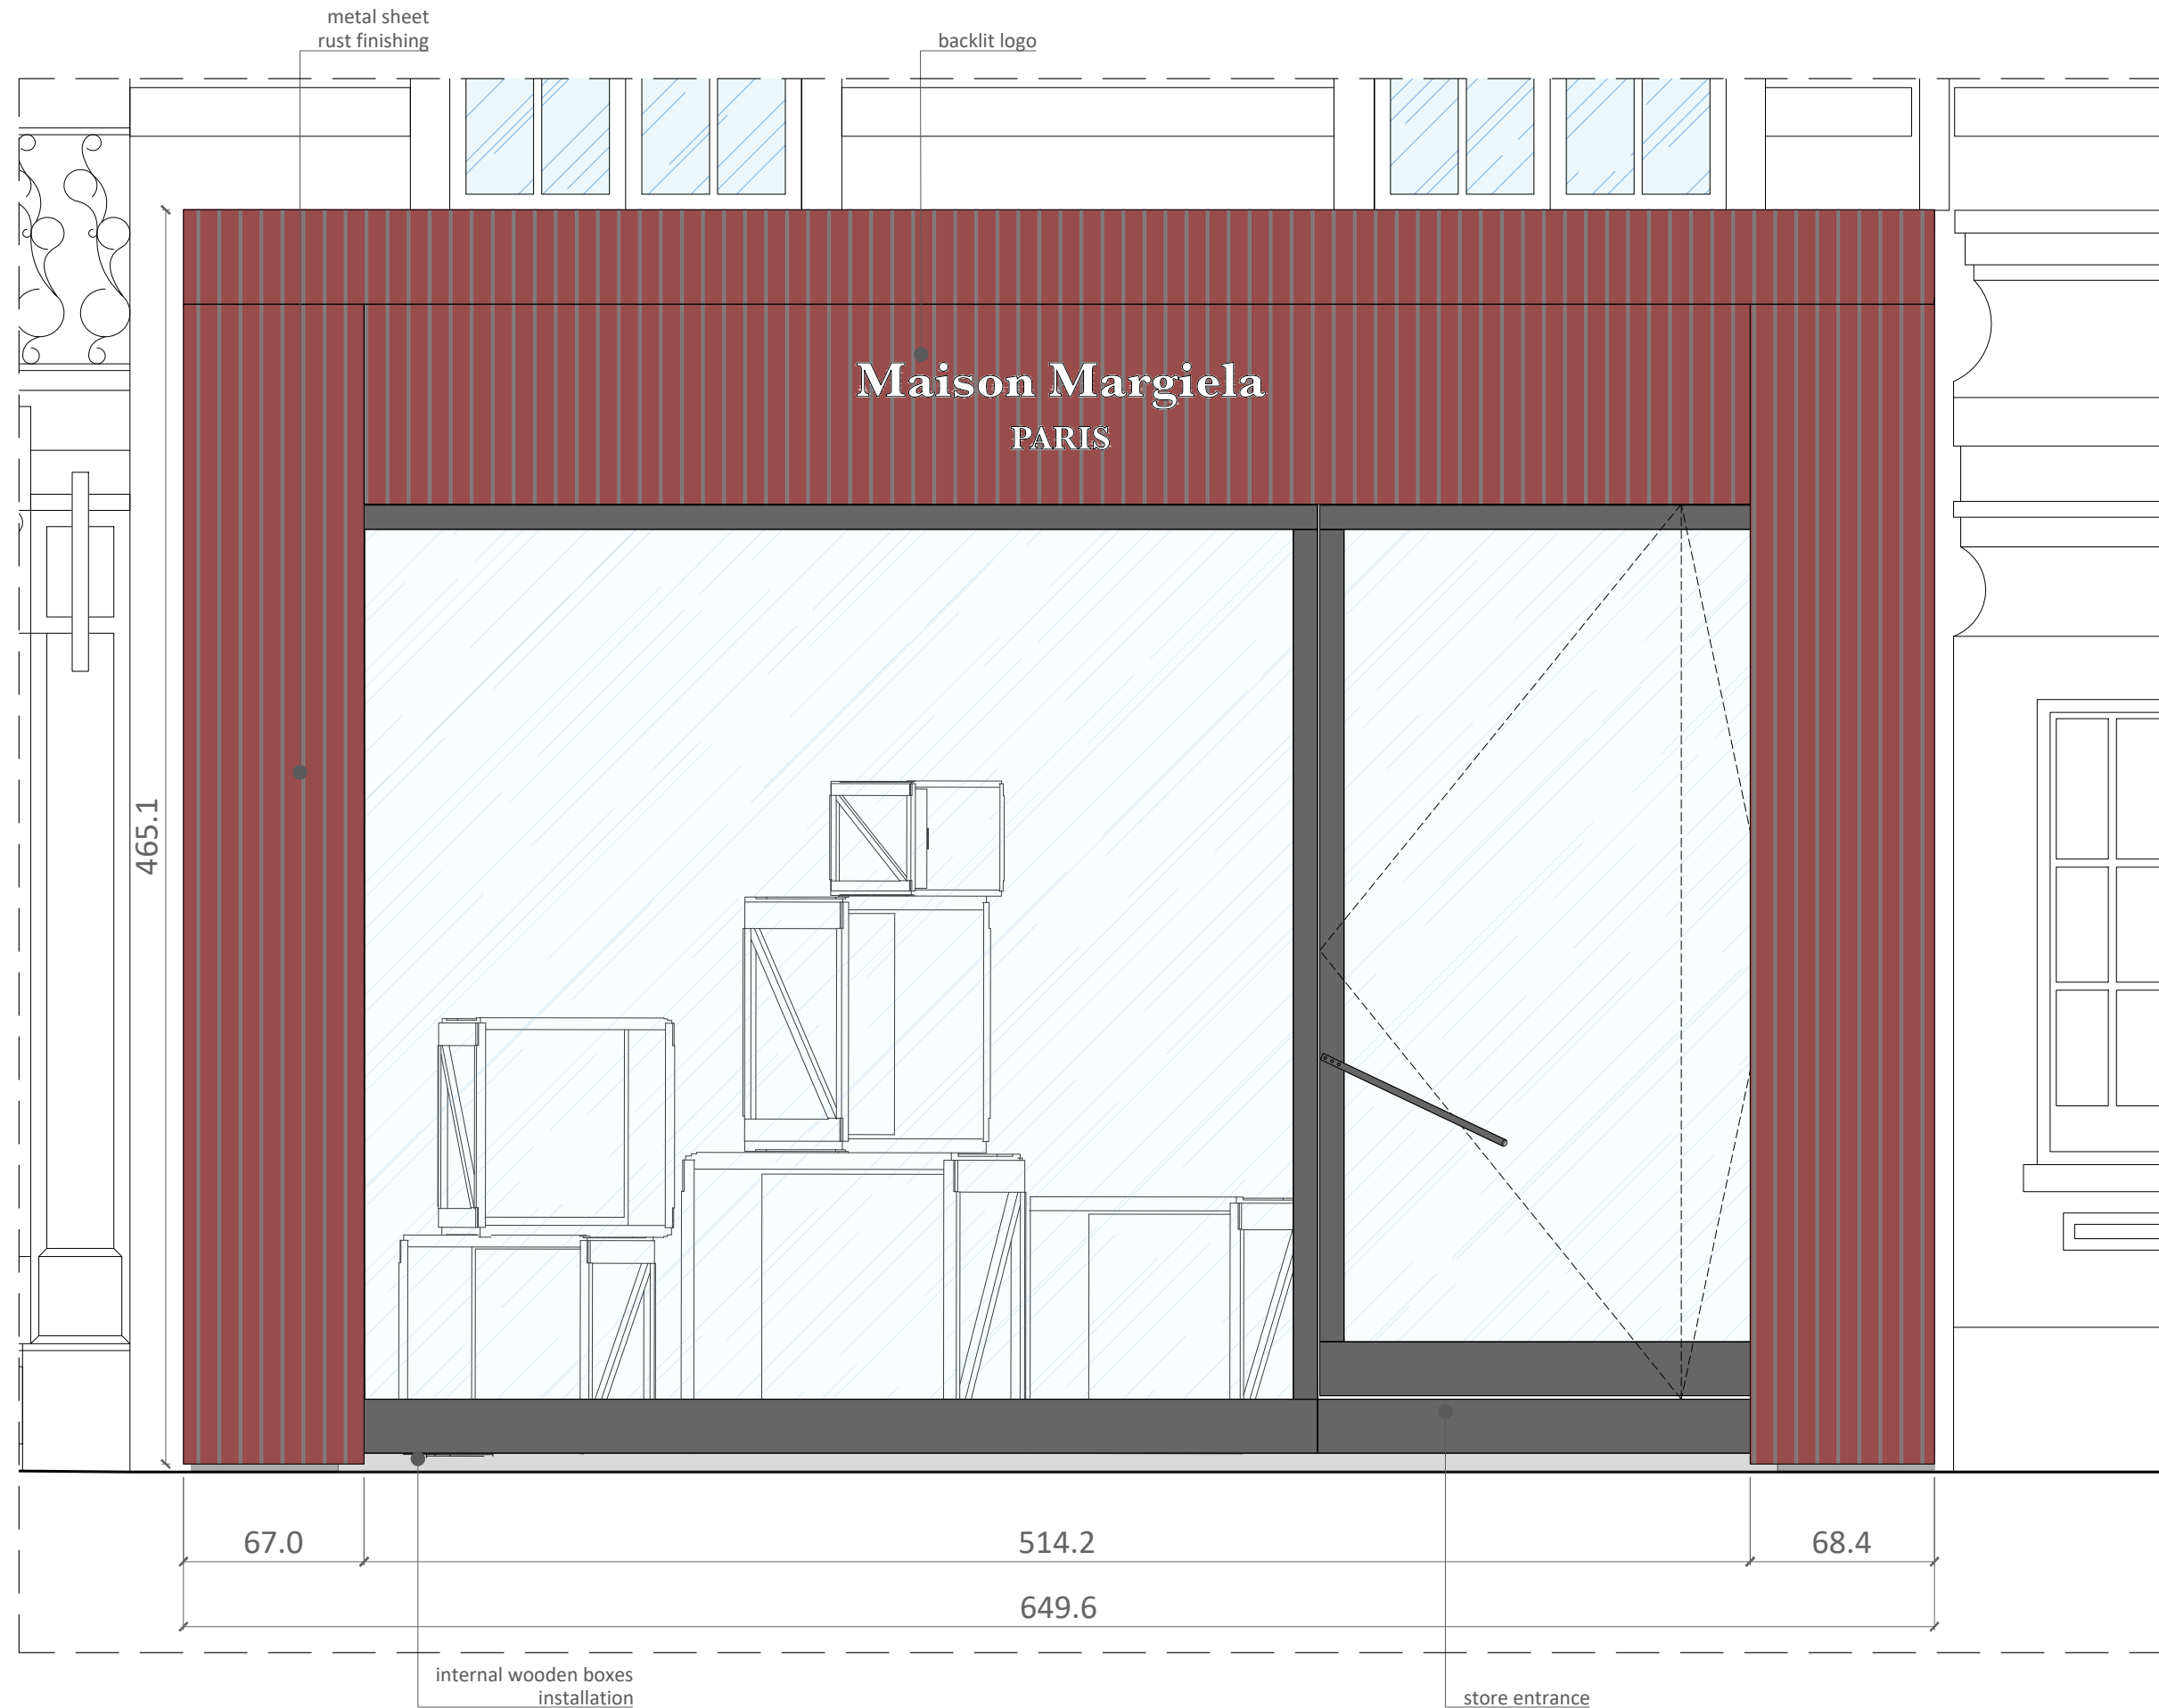 metal sheet
rust finishing
backlit logo
Maison Margiela
PARIS
465.1
67.0
514.2
68.4
649.6
internal wooden boxes
installation
store entrance